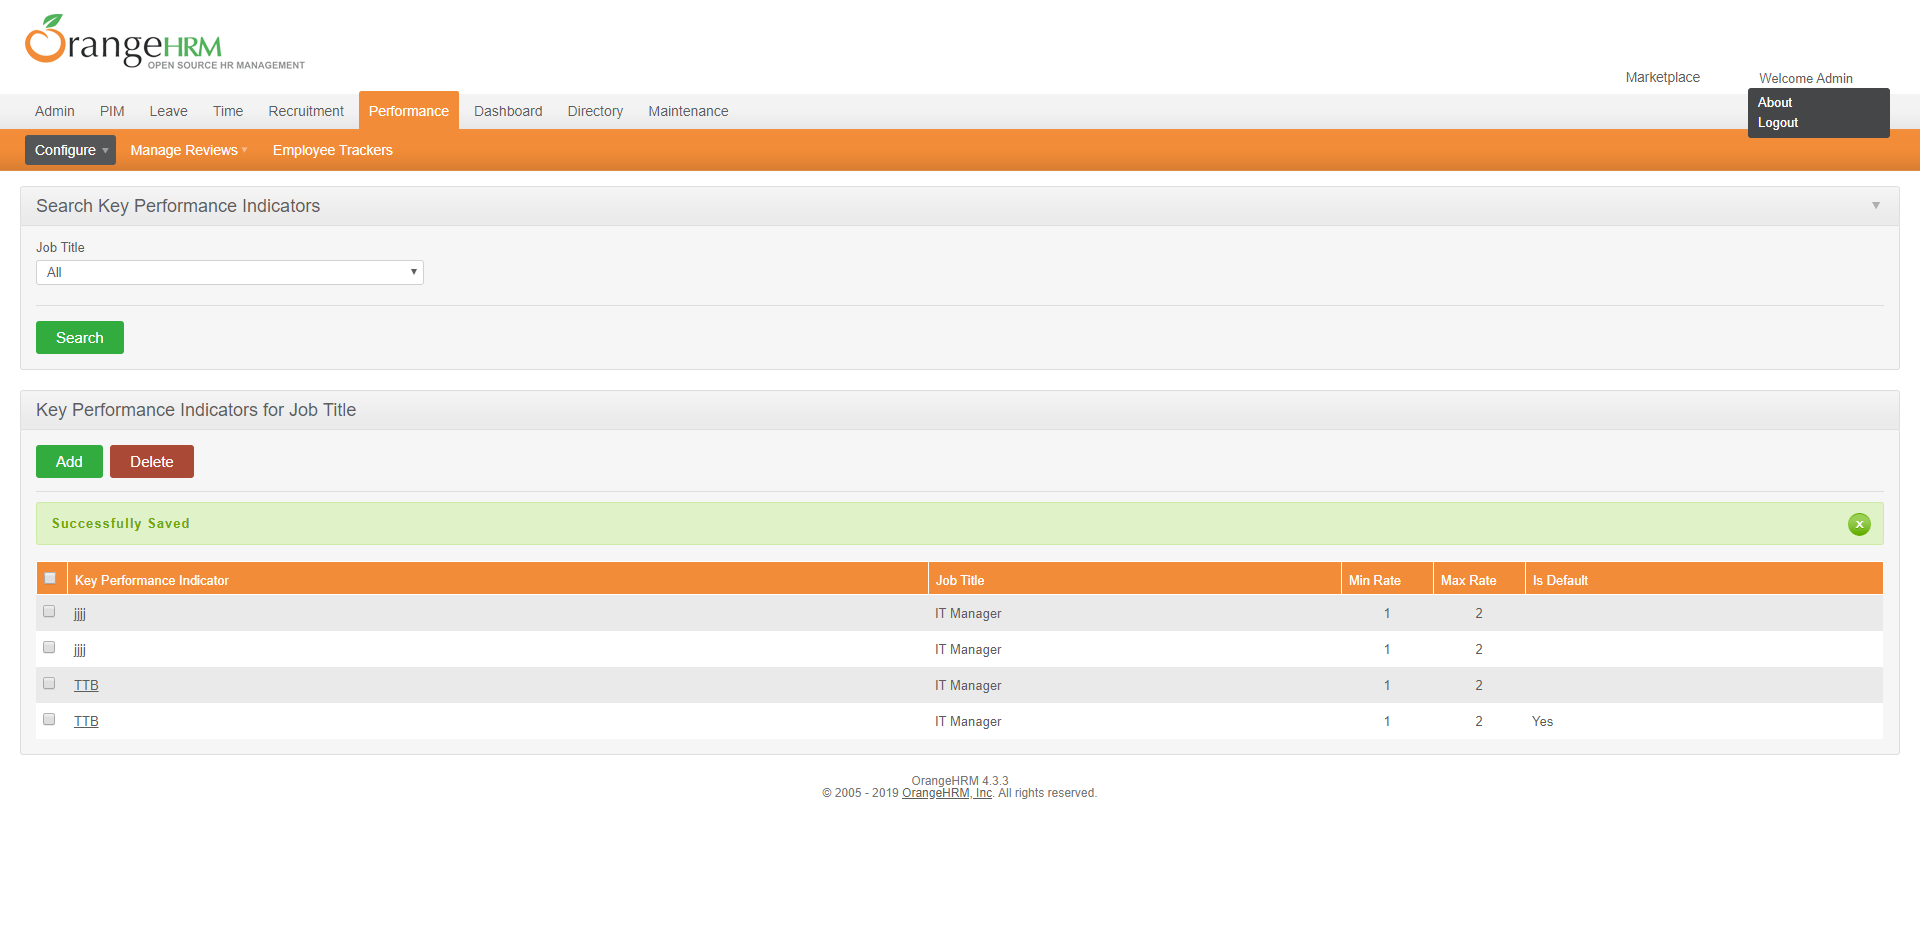 OrangeHRM
OPEN SOURCE HR MANAGEMENT
Marketplace
Welcome Admin
About
Logout
Admin PIM Leave Time Recruitment Performance Dashboard Directory Maintenance
Configure Manage Reviews Employee Trackers
Search Key Performance Indicators
Job Title
All
Search
Key Performance Indicators for Job Title
Add Delete
Successfully Saved
x
Key Performance Indicator Job Title Min Rate Max Rate Is Default
jjjj IT Manager 1 2
jjjj IT Manager 1 2
TTB IT Manager 1 2
TTB IT Manager 1 2 Yes
OrangeHRM 4.3.3
© 2005 - 2019 OrangeHRM, Inc. All rights reserved.